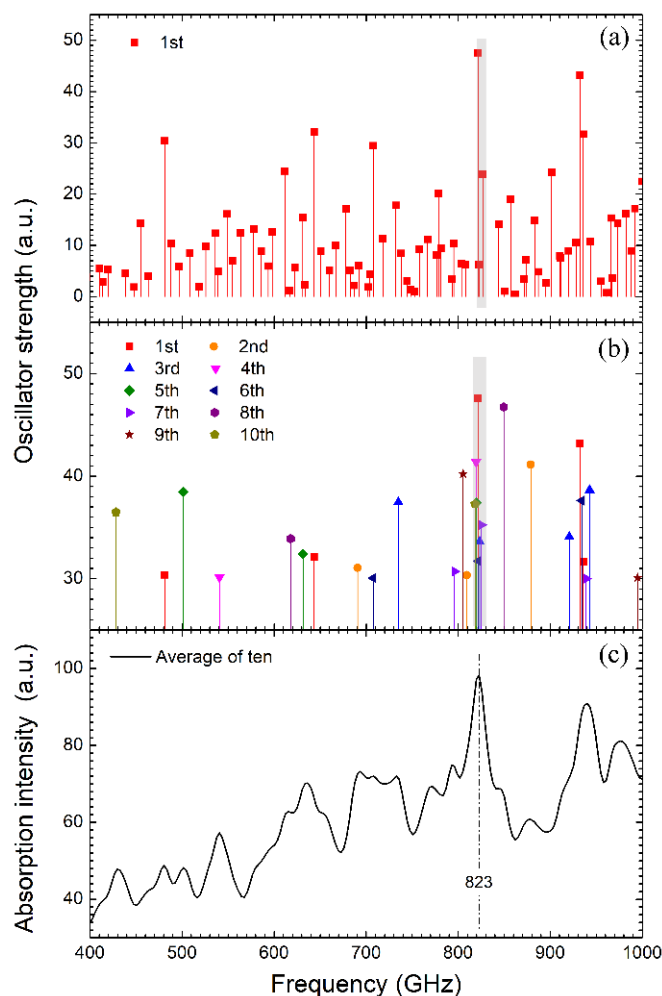 (a)
1st
50
40
30
20
10
0
Oscillator strength (a.u.)
(b)
1st 2nd
3rd 4th
5th 6th
7th 8th
9th 10th
50
40
30
(c)
Average of ten
100
80
60
40
Absorption intensity (a.u.)
823
400 500 600 700 800 900 1000
Frequency (GHz)